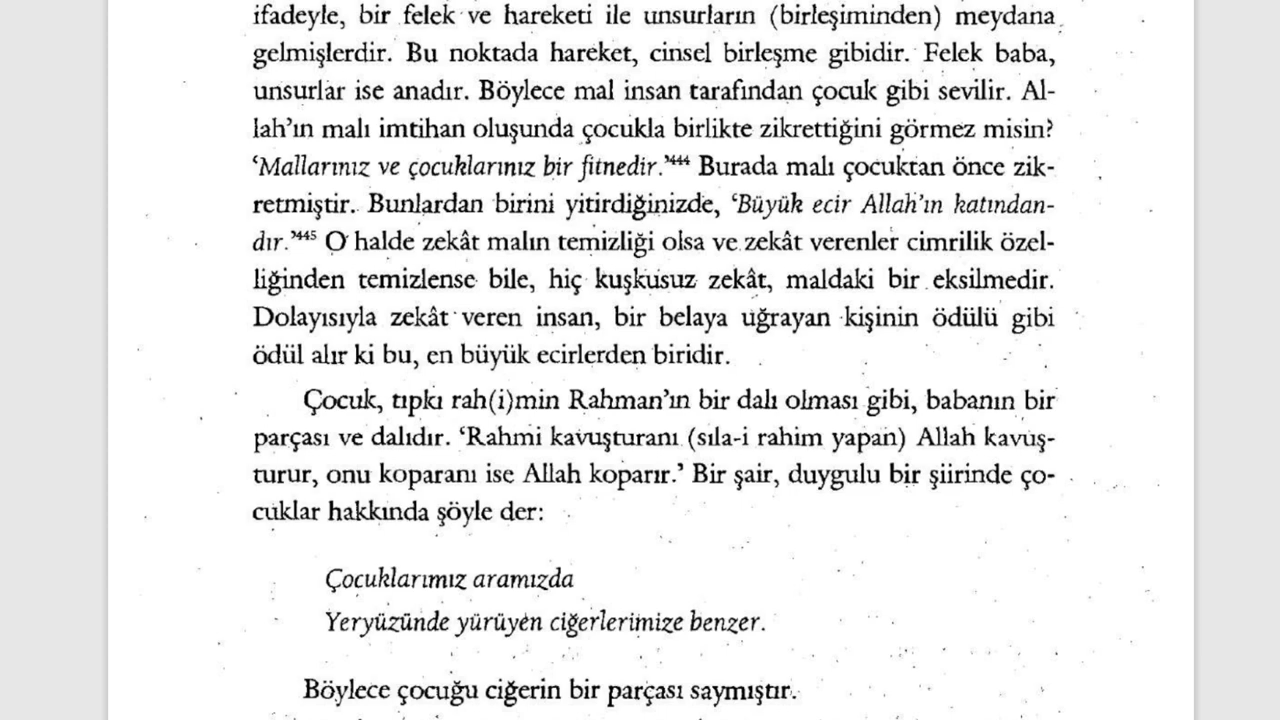 ifadeyle, bir felek ve hareketi ile unsurların (birleşiminden) meydana
gelmişlerdir. Bu noktada hareket, cinsel birleşme gibidir. Felek baba,
unsurlar ise anadır. Böylece mal insan tarafından çocuk gibi sevilir. Al-
lah’ın malı imtihan oluşunda çocukla birlikte zikrettiğini görmez misin?
‘Mallarınız ve çocuklarınız bir fitnedir.’444 Burada malı çocuktan önce zik-
retmiştir. Bunlardan birini yitirdiğinizde, ‘Büyük ecir Allah’ın katından-
dır.’445 O halde zekât malın temizliği olsa ve zekât verenler cimrilik özel-
liğinden temizlense bile, hiç kuşkusuz zekât, maldaki bir eksilmedir.
Dolayısıyla zekât veren insan, bir belaya uğrayan kişinin ödülü gibi
ödül alır ki bu, en büyük ecirlerden biridir.
Çocuk, tıpkı rah(i)min Rahman’ın bir dalı olması gibi, babanın bir
parçası ve dalıdır. ‘Rahmi kavuşturanı (sıla-i rahim yapan) Allah kavuş-
turur, onu koparanı ise Allah koparır.’ Bir şair, duygulu bir şiirinde ço-
cuklar hakkında şöyle der:
Çocuklarımız aramızda
Yeryüzünde yürüyen ciğerlerimize benzer.
Böylece çocuğu ciğerin bir parçası saymıştır.